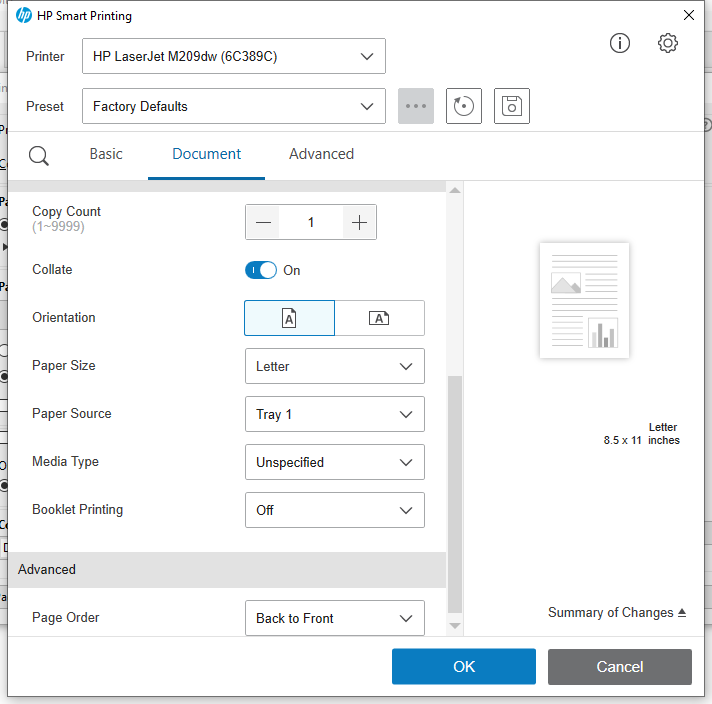 hp HP Smart Printing
Printer HP LaserJet M209dw (6C389C)
Preset Factory Defaults
Basic Document Advanced
Copy Count 1
(1~9999)
Collate On
Orientation A A
Paper Size Letter
Paper Source Tray 1
Media Type Unspecified
Booklet Printing Off
Letter
8.5 x 11 inches
Advanced
Page Order Back to Front
Summary of Changes
OK Cancel